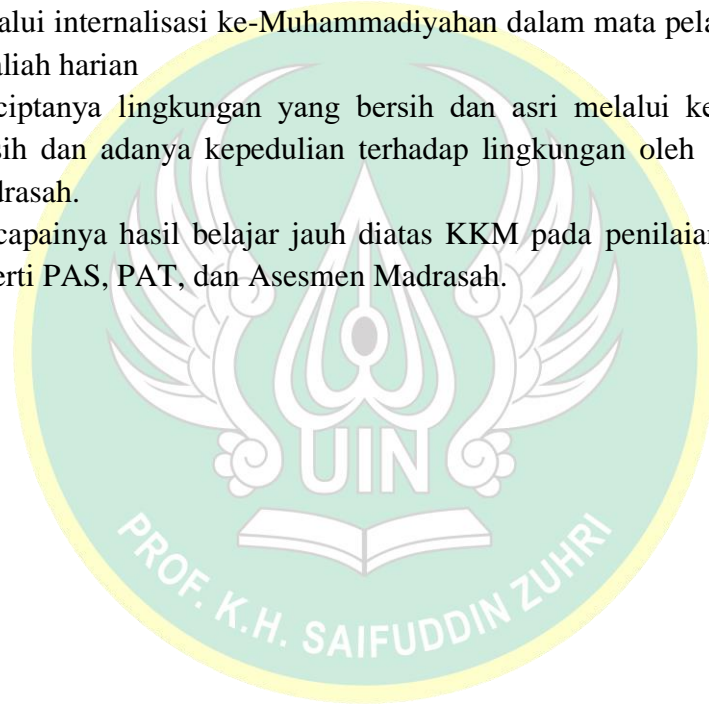 alui internalisasi ke-Muhammadiyahan dalam mata pela
aliah harian
ciptanya lingkungan yang bersih dan asri melalui ke
sih dan adanya kepedulian terhadap lingkungan oleh
drasah.
capainya hasil belajar jauh diatas KKM pada penilaian
erti PAS, PAT, dan Asesmen Madrasah.
UIN
PROF. K.H. SAIFUDDIN ZUHRI